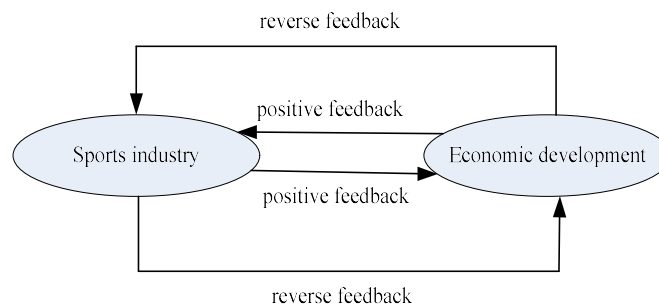 reverse feedback
positive feedback
Sports industry
Economic development
positive feedback
reverse feedback